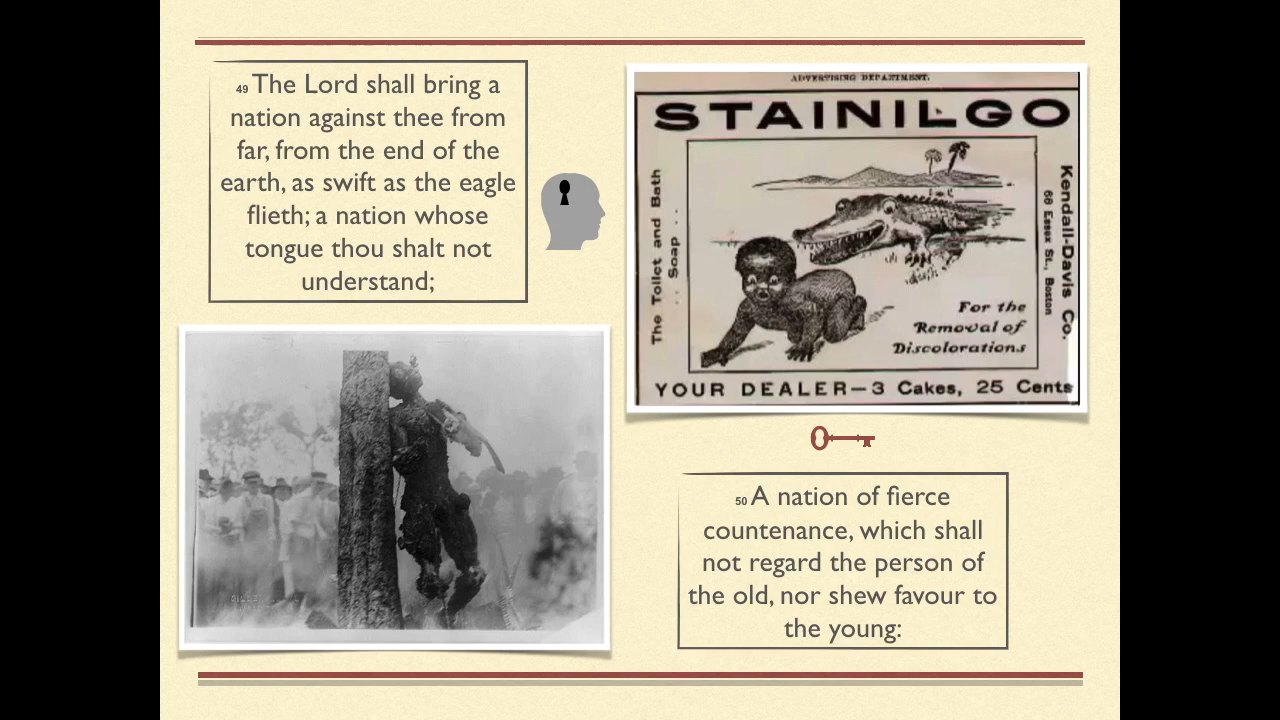 49 The Lord shall bring a
nation against thee from
far, from the end of the
earth, as swift as the eagle
flieth; a nation whose
tongue thou shalt not
understand;
ADVERTISING DEPARTMENT.
STAINILGO
The Toilet and Bath
.. Soap ..
Kendall-Davis Co.
68 Essex St., Boston
For the
Removal of
Discolorations
YOUR DEALER—3 Cakes, 25 Cents
50 A nation of fierce
countenance, which shall
not regard the person of
the old, nor shew favour to
the young: